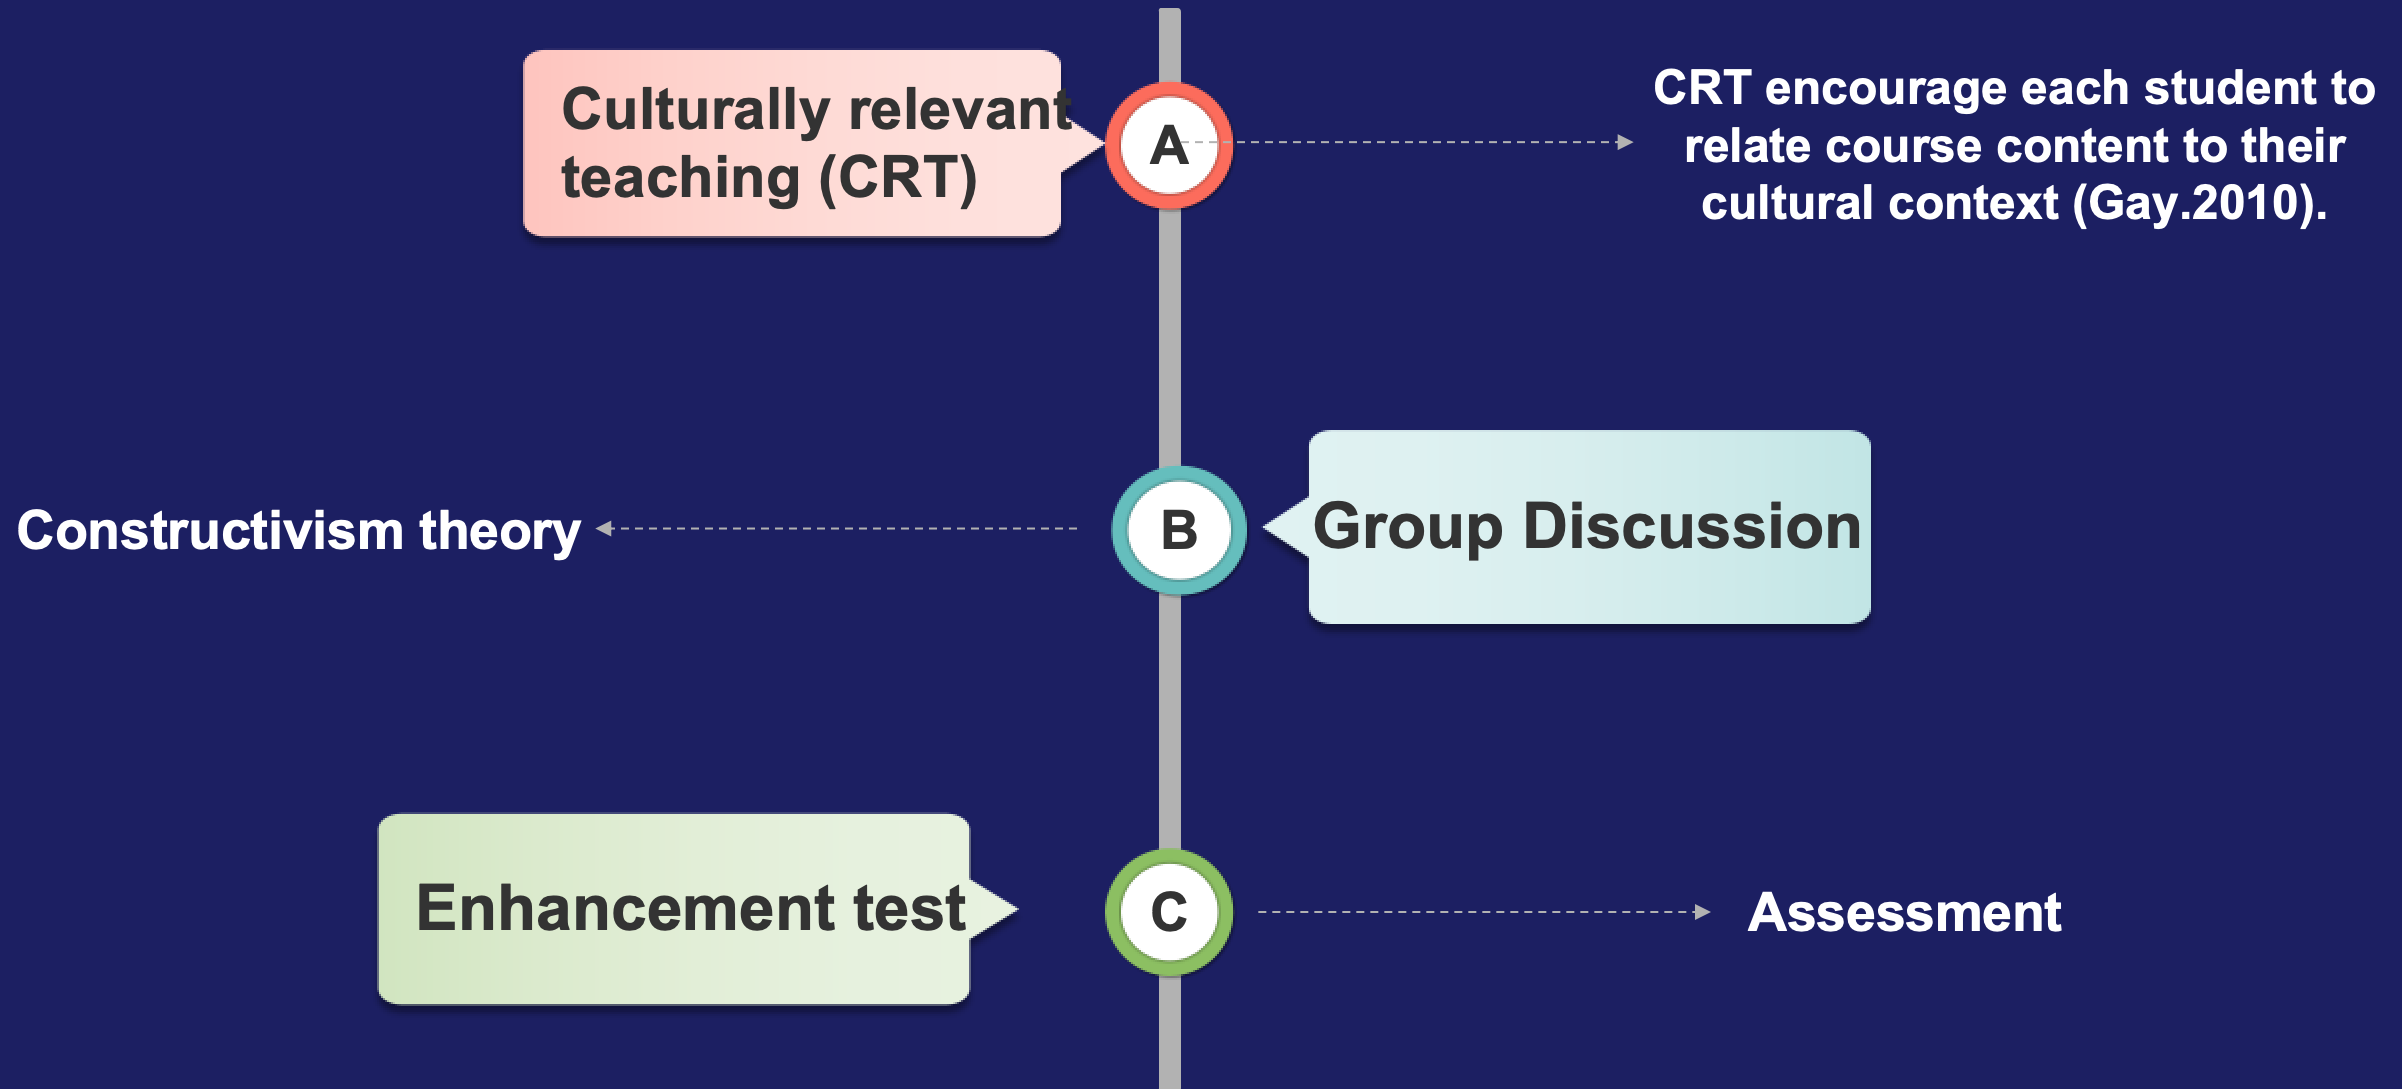 Culturally relevant
teaching (CRT)
A
CRT encourage each student to
relate course content to their
cultural context (Gay.2010).
Constructivism theory
B
Group Discussion
Enhancement test
C
Assessment